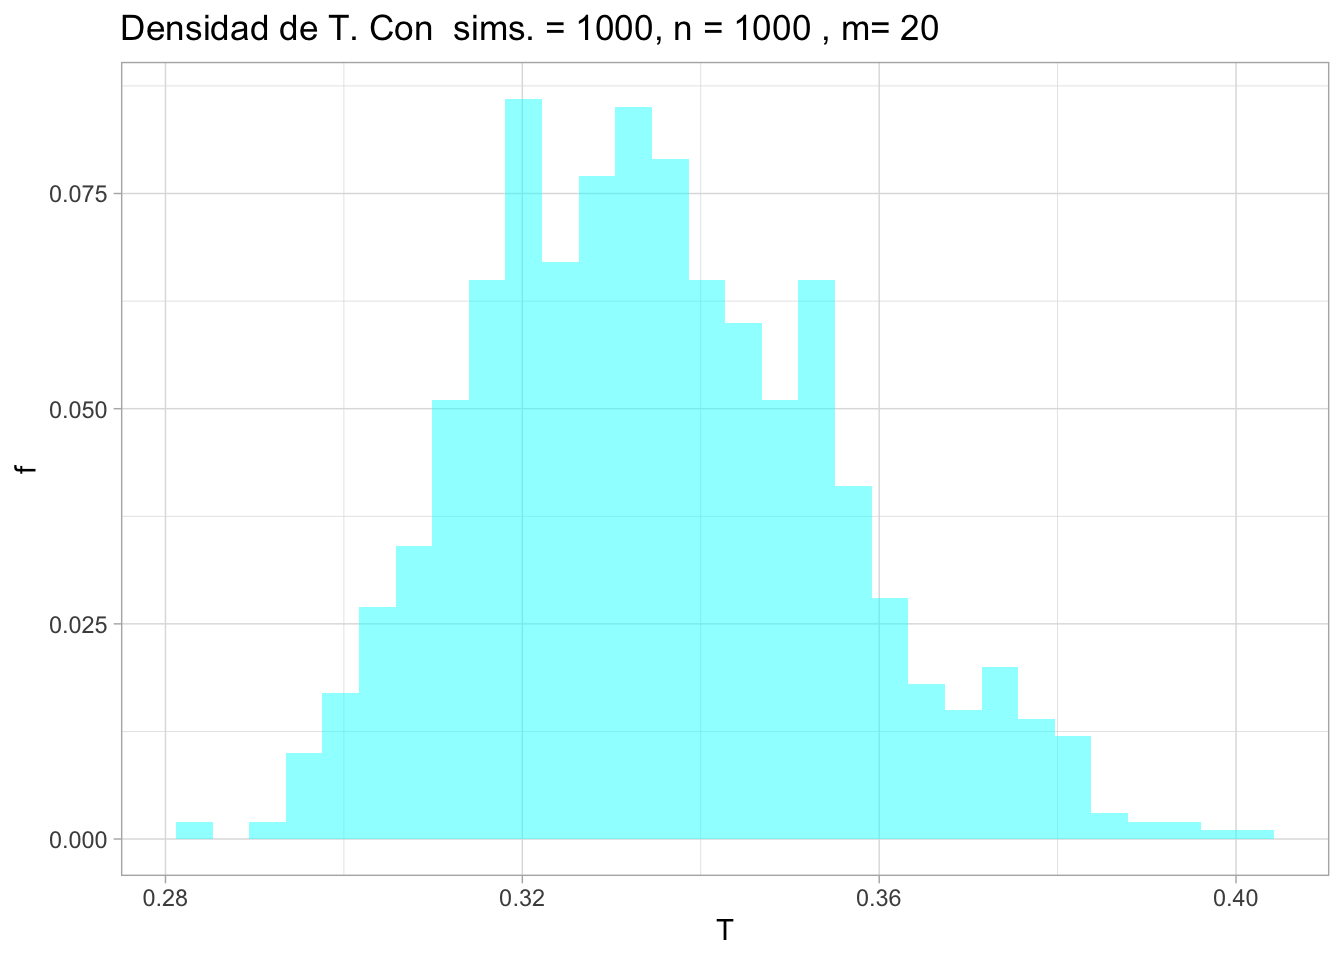 Densidad de T. Con  sims. = 1000, n = 1000 , m= 20
0.075
0.050
0.025
0.000
f
0.28 0.32 0.36 0.40
T